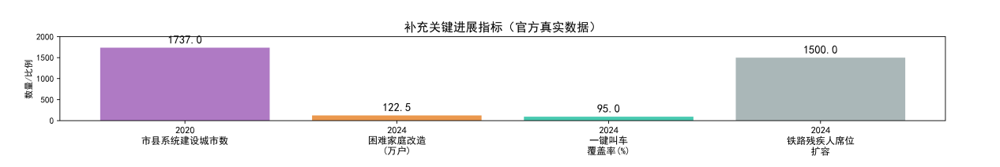 补充关键进展指标（官方真实数据）
数量/比例
2000
1500
1000
500
0
1737.0
122.5
95.0
1500.0
2020
市县系统建设城市数
2024
困难家庭改造
(万户)
2024
一键叫车
覆盖率(%)
2024
铁路残疾人席位
扩容